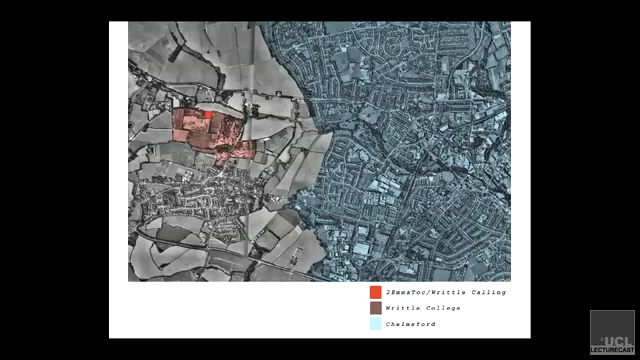 2EmmaToc/Writtle Calling
Writtle College
Chelmsford
UCL
LECTURECAST